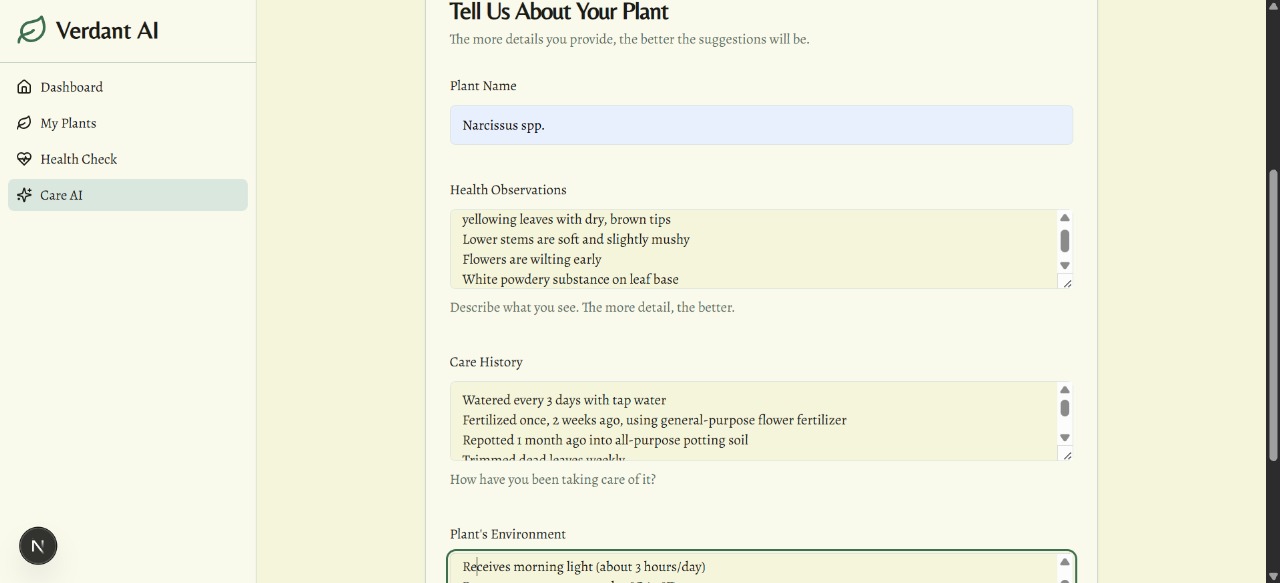 Verdant AI
Dashboard
My Plants
Health Check
Care AI
N
Tell Us About Your Plant
The more details you provide, the better the suggestions will be.
Plant Name
Narcissus spp.
Health Observations
yellowing leaves with dry, brown tips
Lower stems are soft and slightly mushy
Flowers are wilting early
White powdery substance on leaf base
Describe what you see. The more detail, the better.
Care History
Watered every 3 days with tap water
Fertilized once, 2 weeks ago, using general-purpose flower fertilizer
Repotted 1 month ago into all-purpose potting soil
Trimmed dead leaves weekly
How have you been taking care of it?
Plant's Environment
Receives morning light (about 3 hours/day)